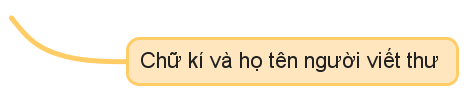 Chữ kí và họ tên người viết thư